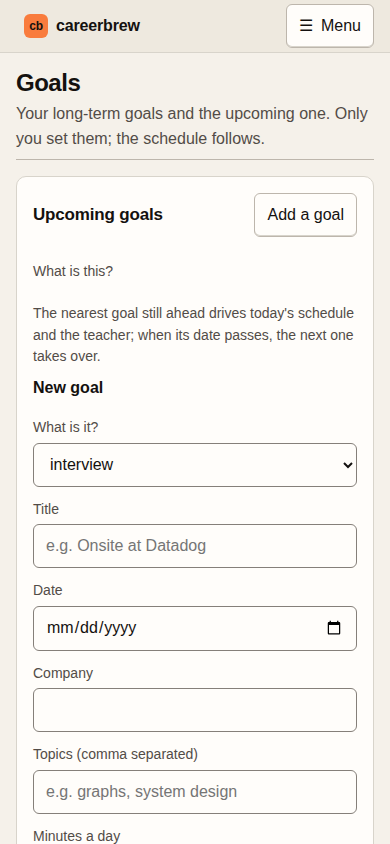 cb careerbrew
☰ Menu
Goals
Your long-term goals and the upcoming one. Only
you set them; the schedule follows.
Upcoming goals
Add a goal
What is this?
The nearest goal still ahead drives today's schedule
and the teacher; when its date passes, the next one
takes over.
New goal
What is it?
interview
Title
e.g. Onsite at Datadog
Date
mm/dd/yyyy
Company
Topics (comma separated)
e.g. graphs, system design
Minutes a day